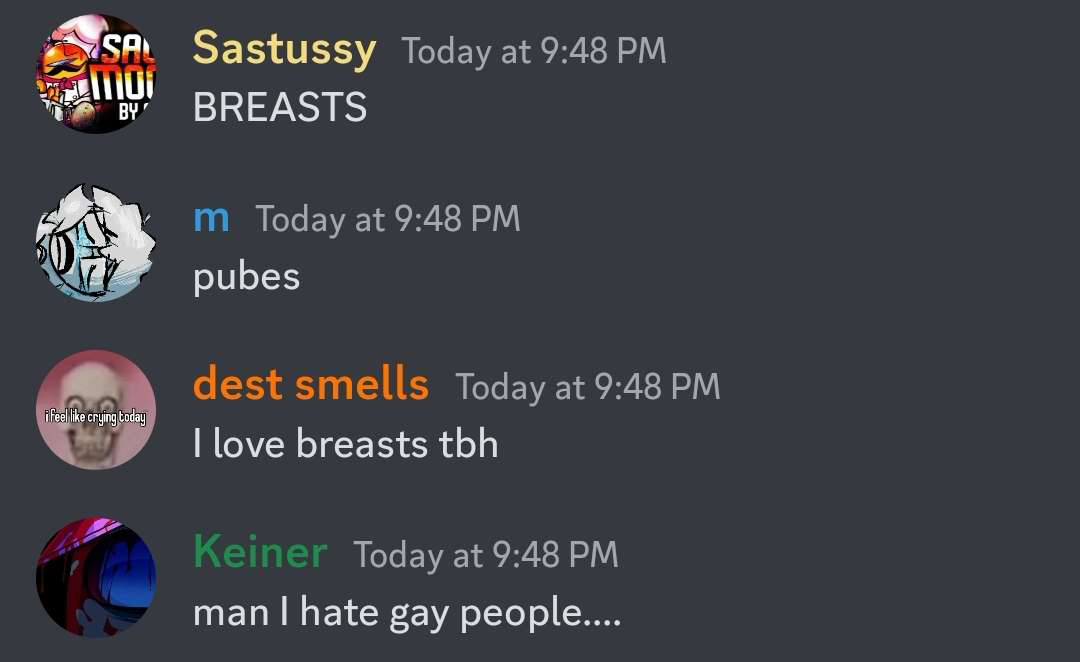 SA
MO
BY
Sastussy Today at 9:48 PM
BREASTS
m Today at 9:48 PM
pubes
i feel like crying today
dest smells Today at 9:48 PM
I love breasts tbh
Keiner Today at 9:48 PM
man I hate gay people....